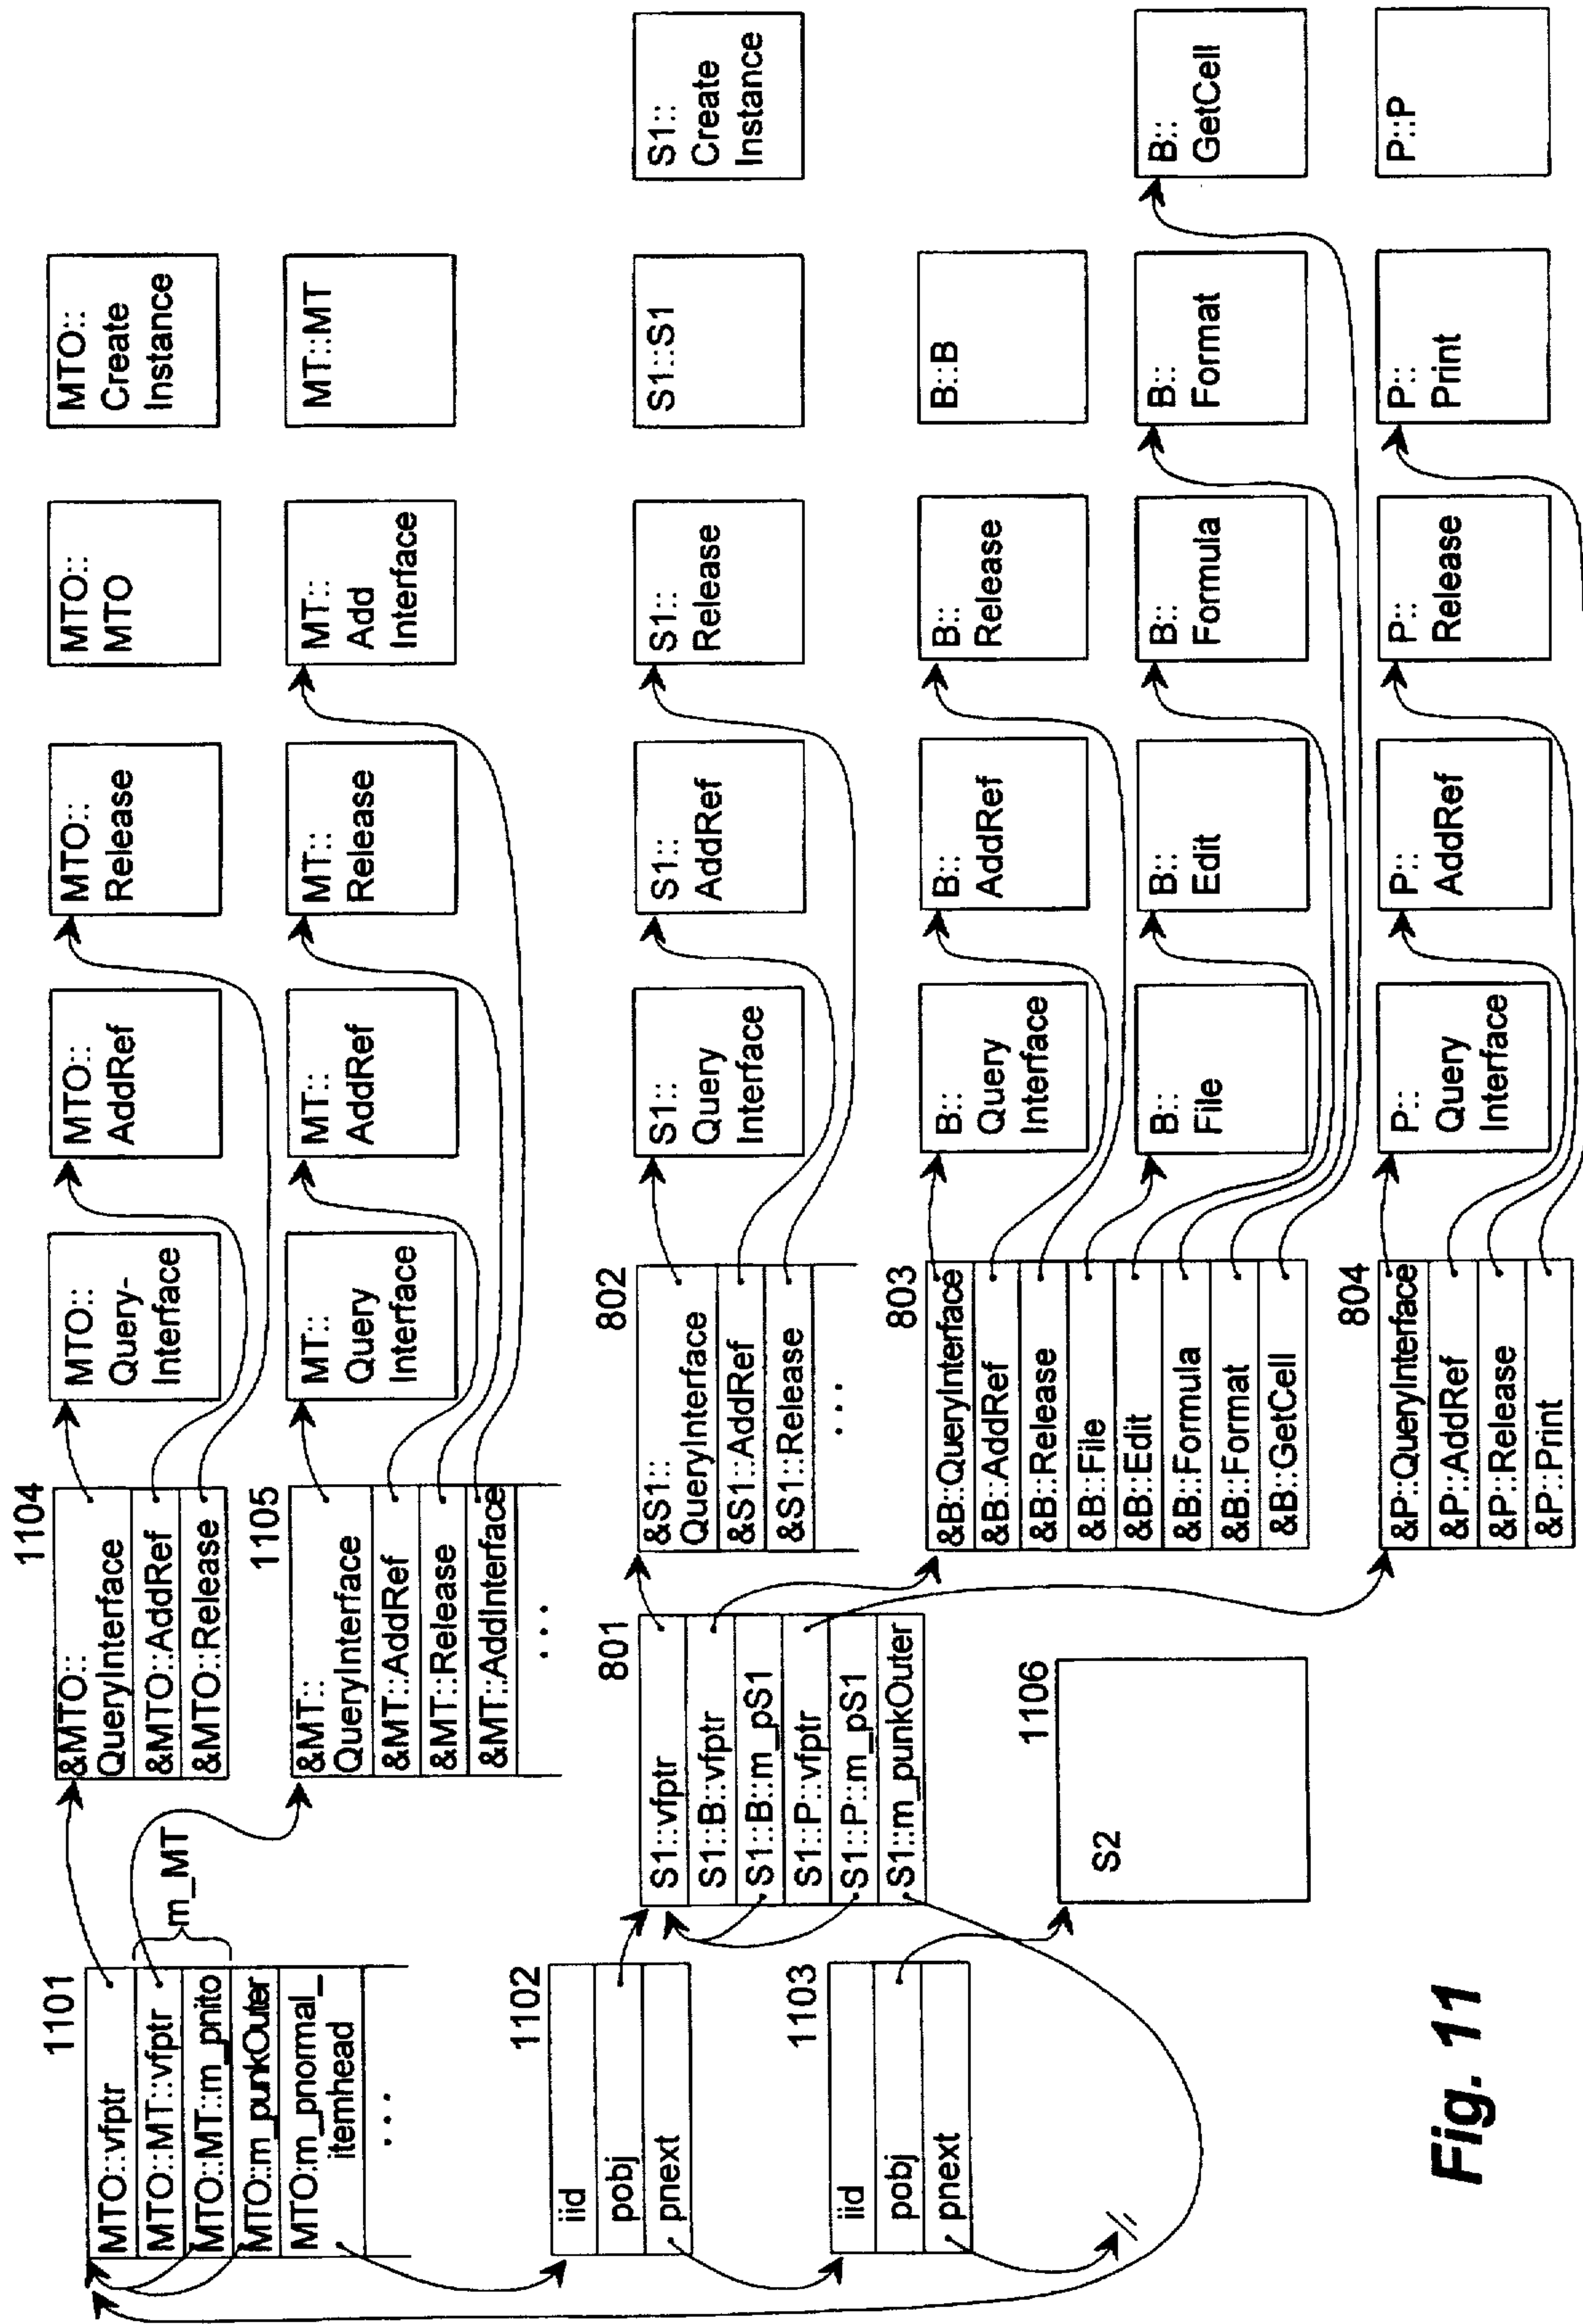 1101
MTO::vfptr
MTO::MT::vfptr
MTO::MT::m_pnito
MTO::m_punkOuter
MTO:m_pnormal_
itemhead
. . .
m_MT
1102
iid
pobj
pnext
1103
iid
pobj
pnext
1104
&MTO::
QueryInterface
&MTO::AddRef
&MTO::Release
1105
&MT::
QueryInterface
&MT::AddRef
&MT::Release
&MT::AddInterface
. . .
801
S1::vfptr
S1::B::vfptr
S1::B::m_pS1
S1::P::vfptr
S1::P::m_pS1
S1::m_punkOuter
1106
S2
802
&S1::
QueryInterface
&S1::AddRef
&S1::Release
. . .
803
&B::QueryInterface
&B::AddRef
&B::Release
&B::File
&B::Edit
&B::Formula
&B::Format
&B::GetCell
804
&P::QueryInterface
&P::AddRef
&P::Release
&P::Print
MTO::
Query-
Interface
MTO::
AddRef
MTO::
Release
MTO::
MTO
MTO::
Create
Instance
MT::
Query
Interface
MT::
AddRef
MT::
Release
MT::
Add
Interface
MT::MT
S1::
Query
Interface
S1::
AddRef
S1::
Release
S1::S1
S1::
Create
Instance
B::
Query
Interface
B::
AddRef
B::
Release
B::B
B::
File
B::
Edit
B::
Formula
B::
Format
B::
GetCell
P::
Query
Interface
P::
AddRef
P::
Release
P::
Print
P::P
Fig. 11